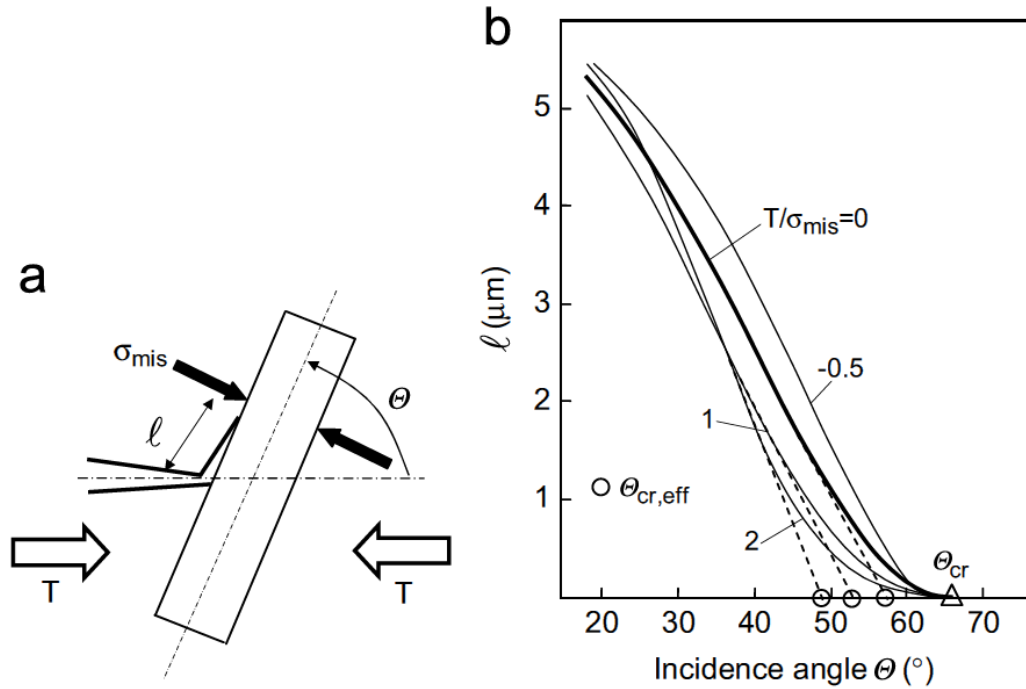 a
σmis
ℓ
Θ
T
T
b
ℓ (μm)
5
4
3
2
1
T/σmis=0
-0.5
1
2
Θcr,eff
Θcr
20
30
40
50
60
70
Incidence angle Θ (°)